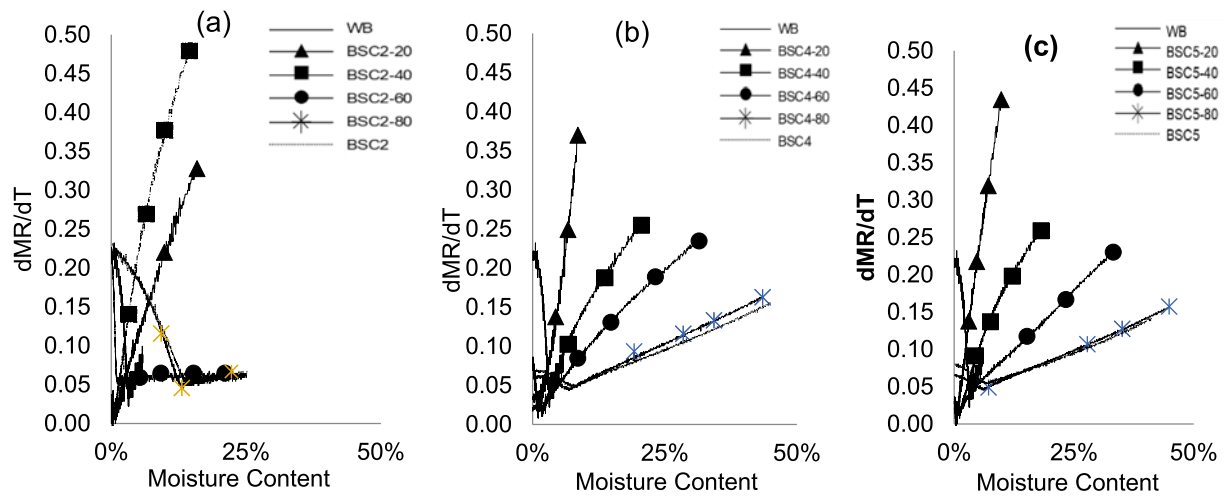 (a)
0.50
0.45
0.40
0.35
0.30
0.25
0.20
0.15
0.10
0.05
0.00
dMR/dT
0%
25%
50%
Moisture Content
WB
BSC2-20
BSC2-40
BSC2-60
BSC2-80
BSC2
(b)
0.50
0.45
0.40
0.35
0.30
0.25
0.20
0.15
0.10
0.05
0.00
dMR/dT
0%
25%
50%
Moisture Content
WB
BSC4-20
BSC4-40
BSC4-60
BSC4-80
BSC4
(c)
0.50
0.45
0.40
0.35
0.30
0.25
0.20
0.15
0.10
0.05
0.00
dMR/dT
0%
25%
50%
Moisture Content
WB
BSC5-20
BSC5-40
BSC5-60
BSC5-80
BSC5